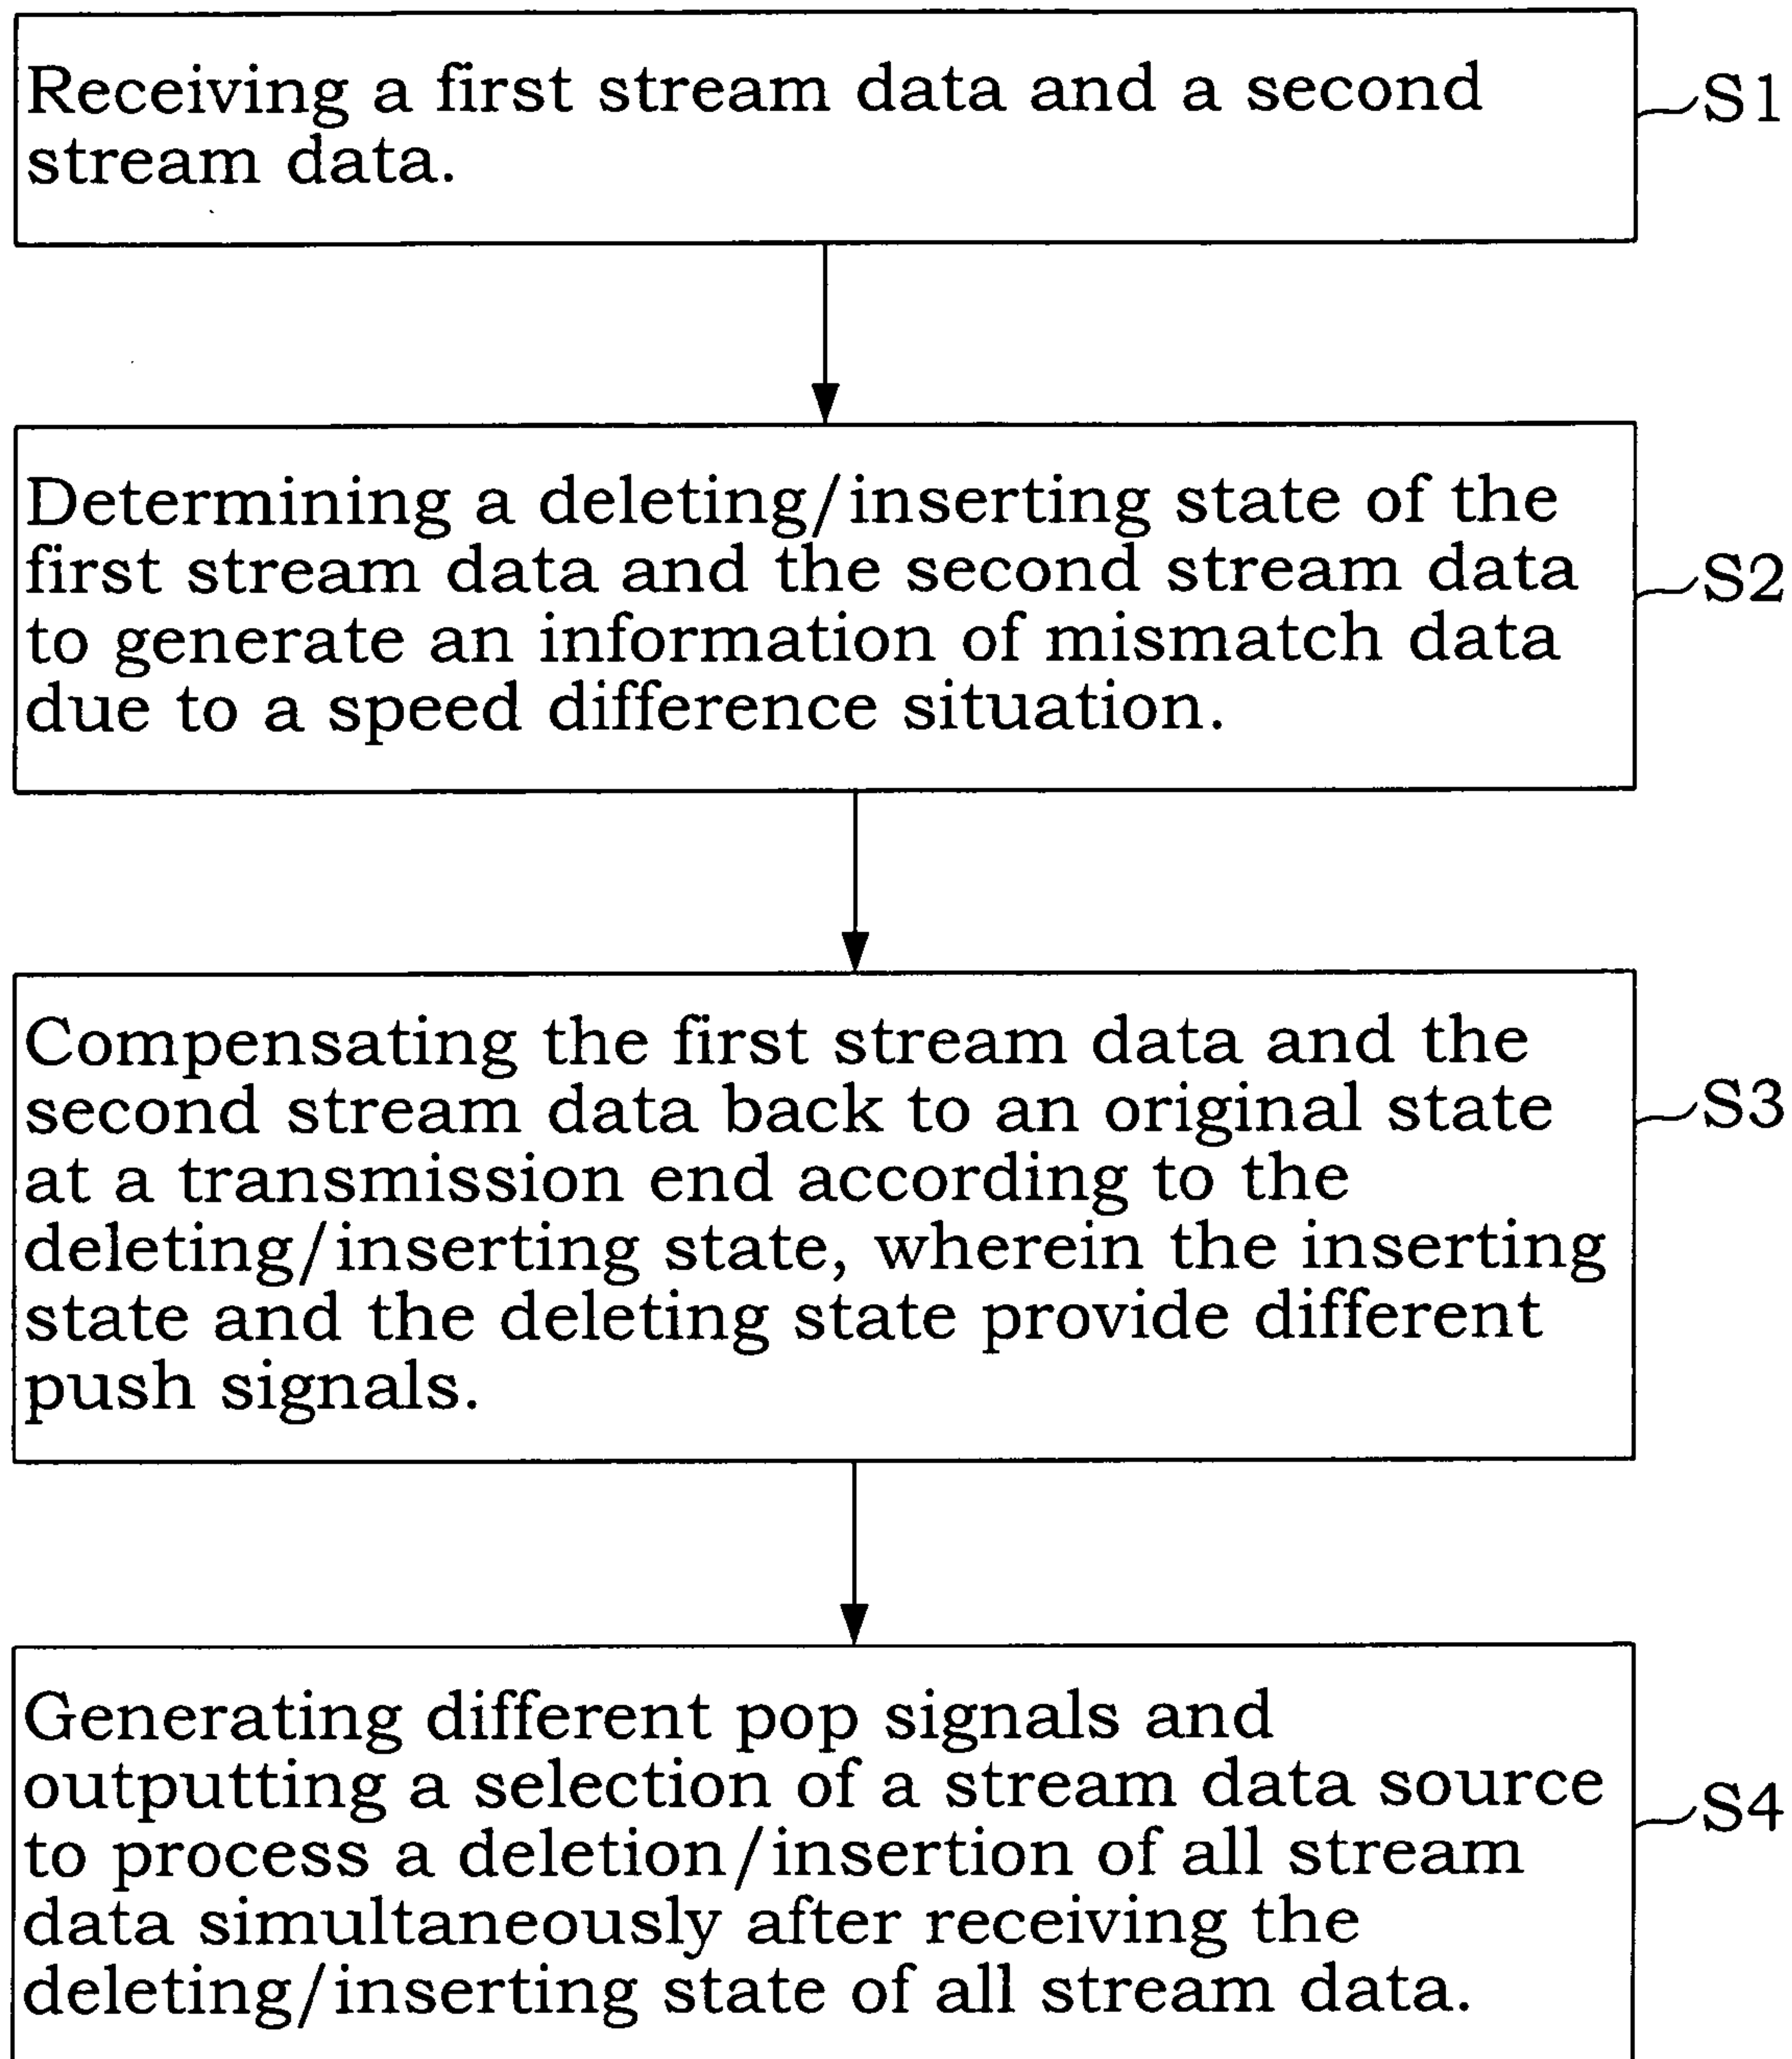 Receiving a first stream data and a second
stream data.
S1
Determining a deleting/inserting state of the
first stream data and the second stream data
to generate an information of mismatch data
due to a speed difference situation.
S2
Compensating the first stream data and the
second stream data back to an original state
at a transmission end according to the
deleting/inserting state, wherein the inserting
state and the deleting state provide different
push signals.
S3
Generating different pop signals and
outputting a selection of a stream data source
to process a deletion/insertion of all stream
data simultaneously after receiving the
deleting/inserting state of all stream data.
S4